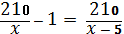 210/x − 1 = 210/(x − 5)